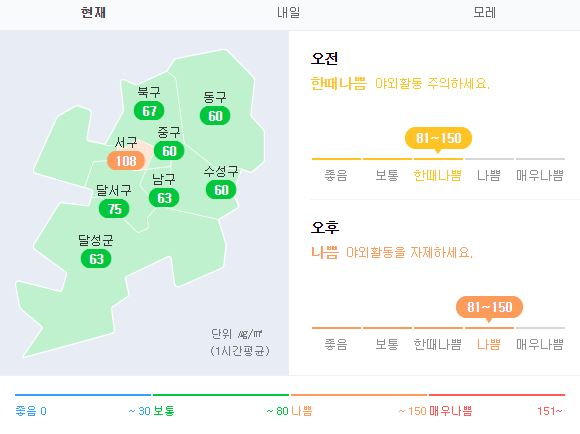 현재 내일 모레
북구
67
동구
60
중구
60
서구
108
수성구
60
남구
63
달서구
75
달성군
63
단위 ㎍/㎥
(1시간평균)
오전
한때나쁨 야외활동 주의하세요.
81~150
좋음 보통 한때나쁨 나쁨 매우나쁨
오후
나쁨 야외활동을 자제하세요.
81~150
좋음 보통 한때나쁨 나쁨 매우나쁨
좋음 0 ~ 30 보통 ~ 80 나쁨 ~ 150 매우나쁨 151~